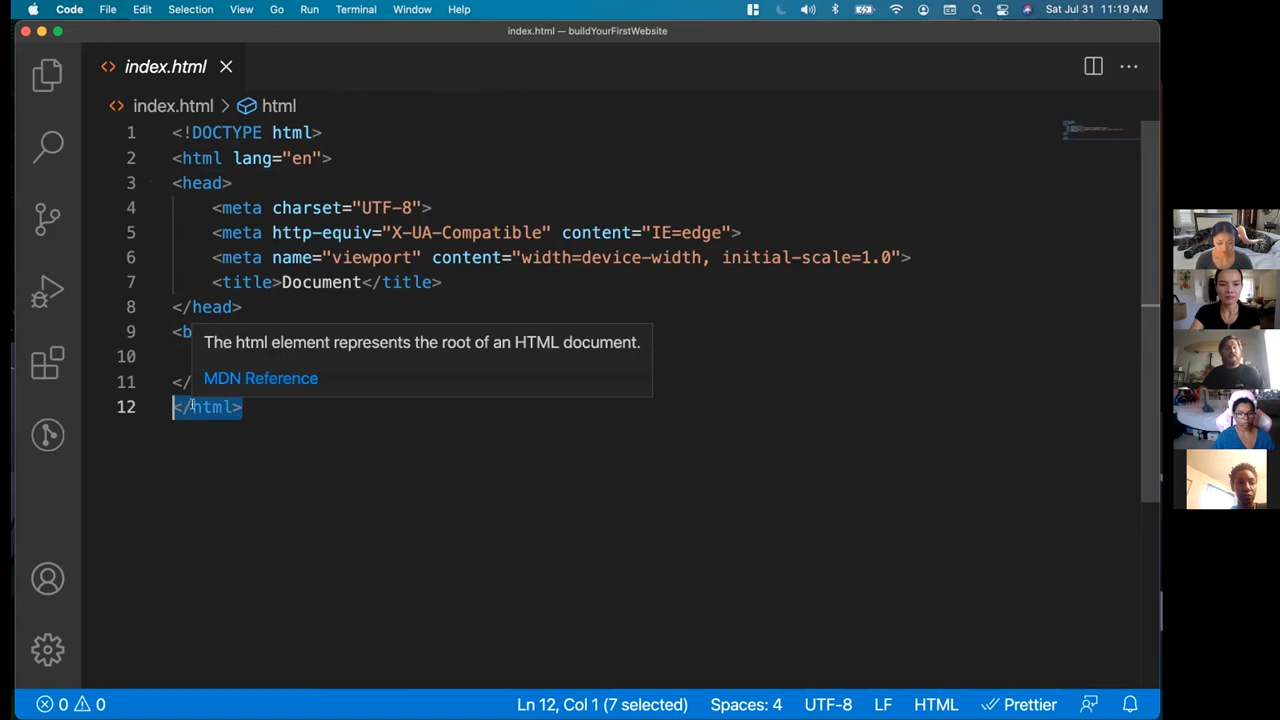 Code File Edit Selection View Go Run Terminal Window Help Sat Jul 31 11:19 AM
index.html — buildYourFirstWebsite
index.html
index.html > html
1 <!DOCTYPE html>
2 <html lang="en">
3 <head>
4 <meta charset="UTF-8">
5 <meta http-equiv="X-UA-Compatible" content="IE=edge">
6 <meta name="viewport" content="width=device-width, initial-scale=1.0">
7 <title>Document</title>
8 </head>
9 <b
The html element represents the root of an HTML document.
10
MDN Reference
11 </
12 </html>
0 0 Ln 12, Col 1 (7 selected) Spaces: 4 UTF-8 LF HTML Prettier